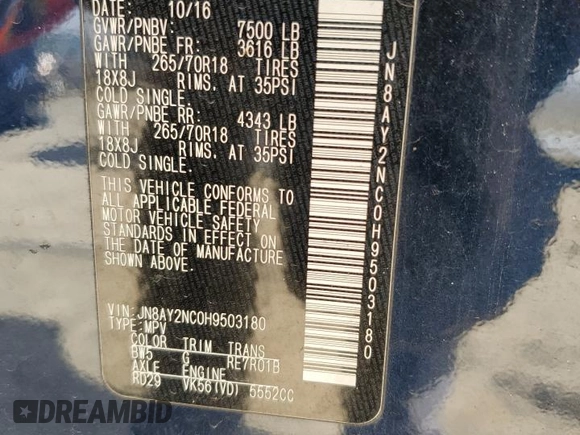 DATE: 10/16
GVWR/PNBV: 7500 LB
GAWR/PNBE FR: 3616 LB
WITH 265/70R18 TIRES
18X8J RIMS. AT 35PSI
COLD SINGLE.
GAWR/PNBE RR: 4343 LB
WITH 265/70R18 TIRES
18X8J RIMS. AT 35PSI
COLD SINGLE.
THIS VEHICLE CONFORMS TO
ALL APPLICABLE FEDERAL
MOTOR VEHICLE SAFETY
STANDARDS IN EFFECT ON
THE DATE OF MANUFACTURE
SHOWN ABOVE.
VIN: JN8AY2NC0H9503180
TYPE: MPV
COLOR TRIM TRANS
BW5 G RE7R01B
AXLE ENGINE
RD29 VK56(VD) 5552CC
JN8AY2NC0H9503180
DREAMBID